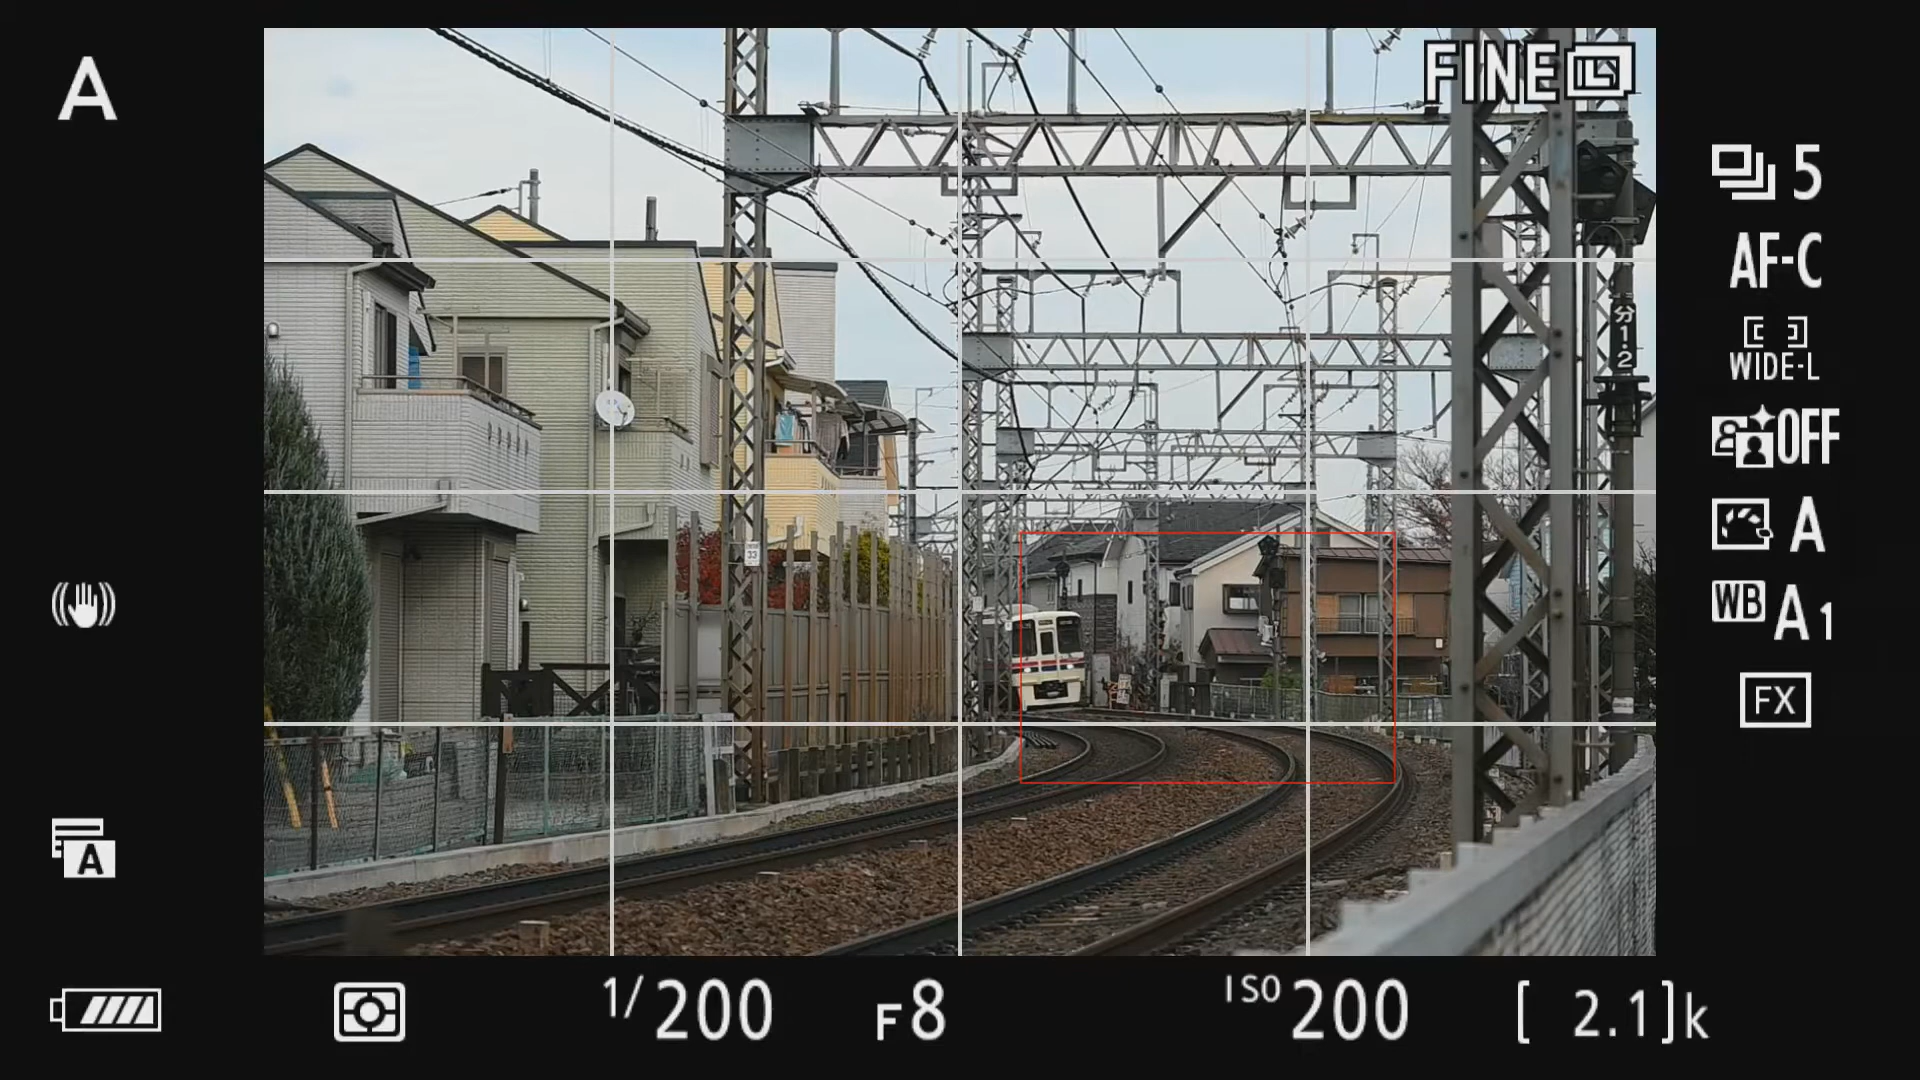 A
FINE L
5
AF-C
WIDE-L
OFF
A
WB A1
FX
分
1.2
33
A
1/200
F8
ISO 200
[ 2.1]k